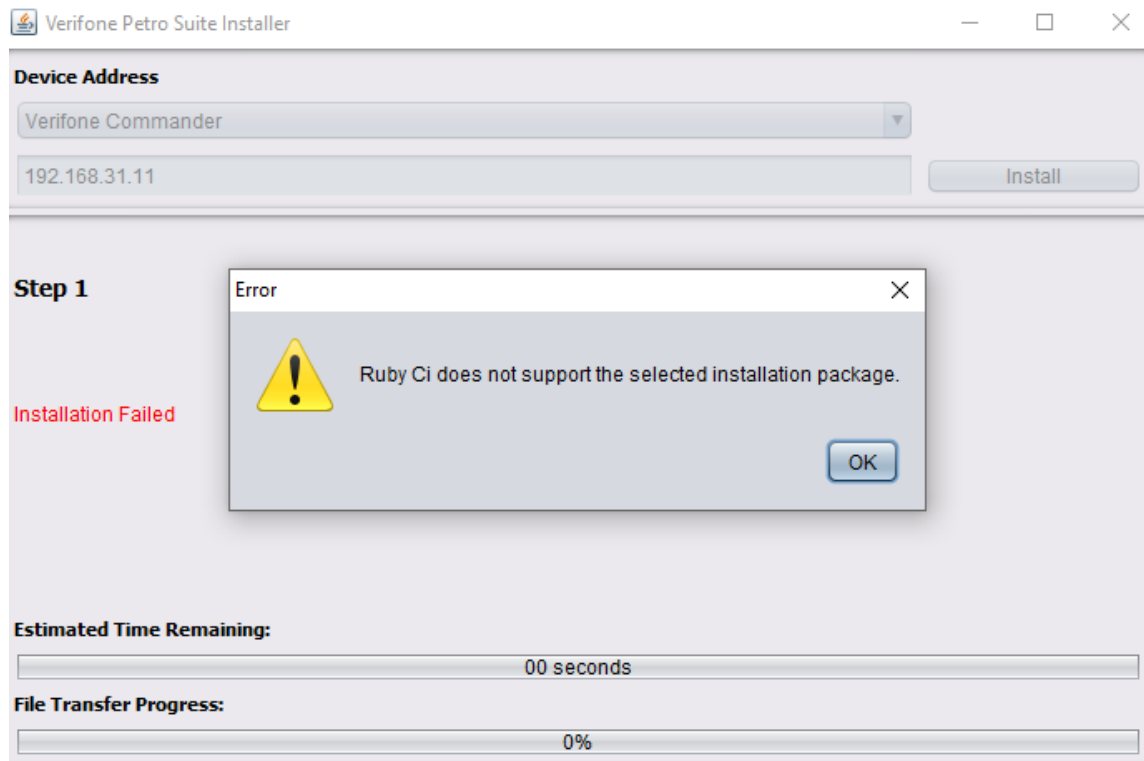 Verifone Petro Suite Installer
Device Address
Verifone Commander
192.168.31.11
Install
Step 1
Error
Ruby Ci does not support the selected installation package.
Installation Failed
OK
Estimated Time Remaining:
00 seconds
File Transfer Progress:
0%